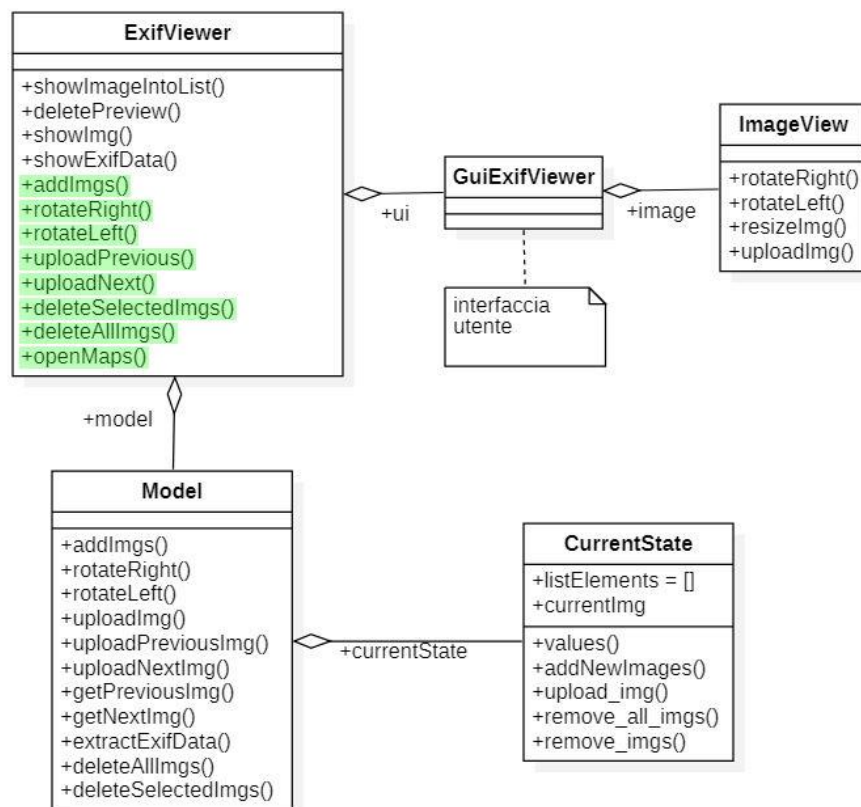 ExifViewer
+showImageIntoList()
+deletePreview()
+showImg()
+showExifData()
+addImgs()
+rotateRight()
+rotateLeft()
+uploadPrevious()
+uploadNext()
+deleteSelectedImgs()
+deleteAllImgs()
+openMaps()
+ui
GuiExifViewer
+image
ImageView
+rotateRight()
+rotateLeft()
+resizeImg()
+uploadImg()
interfaccia
utente
+model
Model
+addImgs()
+rotateRight()
+rotateLeft()
+uploadImg()
+uploadPreviousImg()
+uploadNextImg()
+getPreviousImg()
+getNextImg()
+extractExifData()
+deleteAllImgs()
+deleteSelectedImgs()
+currentState
CurrentState
+listElements = []
+currentImg
+values()
+addNewImages()
+upload_img()
+remove_all_imgs()
+remove_imgs()